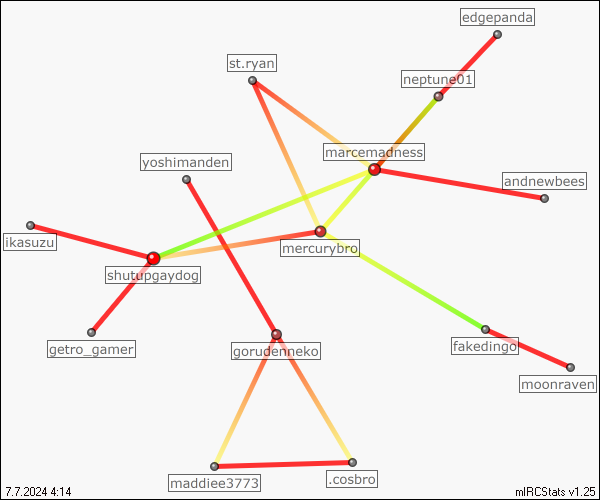 edgepanda
st.ryan
neptune01
marcemadness
yoshimanden
andnewbees
ikasuzu
mercurybro
shutupgaydog
getro_gamer
gorudenneko
fakedingo
moonraven
maddiee3773
.cosbro
7.7.2024 4:14
mIRCStats v1.25